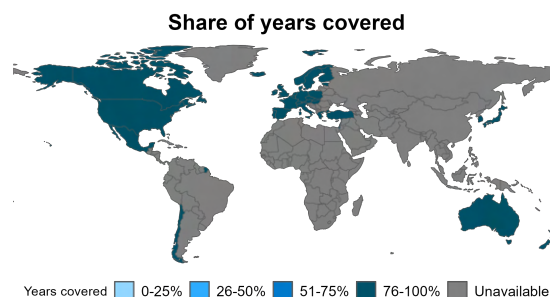 Share of years covered
Years covered 0-25% 26-50% 51-75% 76-100% Unavailable